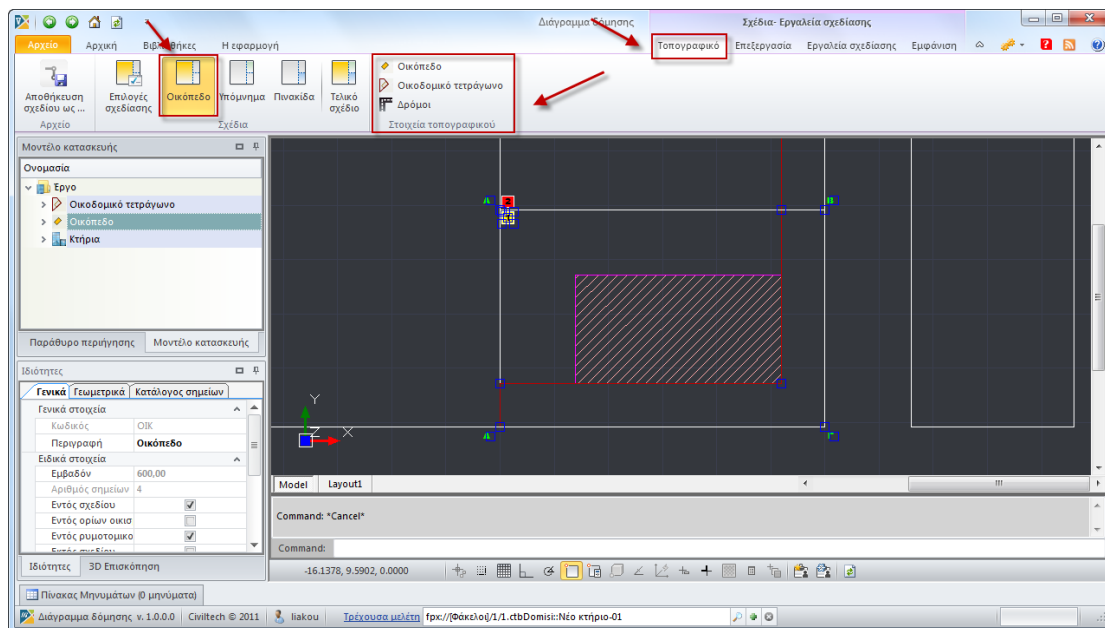 Διάγραμμα δόμησης
Σχέδια- Εργαλεία σχεδίασης
Αρχείο
Αρχική
Βιβλιοθήκες
Η εφαρμογή
Τοπογραφικό
Επεξεργασία
Εργαλεία σχεδίασης
Εμφάνιση
Αποθήκευση σχεδίου ως ...
Επιλογές σχεδίασης
Οικόπεδο
Υπόμνημα
Πινακίδα
Τελικό σχέδιο
Οικόπεδο
Οικοδομικό τετράγωνο
Δρόμοι
Αρχείο
Σχέδια
Στοιχεία τοπογραφικού
Μοντέλο κατασκευής
Ονομασία
Έργο
Οικοδομικό τετράγωνο
Οικόπεδο
Κτήρια
Παράθυρο περιήγησης
Μοντέλο κατασκευής
Ιδιότητες
Γενικά
Γεωμετρικά
Κατάλογος σημείων
Γενικά στοιχεία
Κωδικός ΟΙΚ
Περιγραφή Οικόπεδο
Ειδικά στοιχεία
Εμβαδόν 600,00
Αριθμός σημείων 4
Εντός σχεδίου
Εντός ορίων οικισ
Εντός ρυμοτομικο
Εκτός σχεδίου
Ιδιότητες
3D Επισκόπηση
Y
Z
X
Model
Layout1
Command: *Cancel*
Command:
-16.1378, 9.5902, 0.0000
Πίνακας Μηνυμάτων (0 μηνύματα)
Διάγραμμα δόμησης v. 1.0.0.0
Civiltech © 2011
liakou
Τρέχουσα μελέτη
fpx://[Φάκελοι]/1/1.ctbDomisi::Νέο κτήριο-01